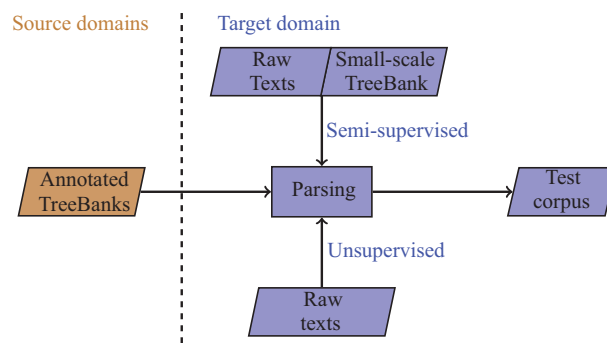 Source domains
Target domain
Raw
Texts
Small-scale
TreeBank
Semi-supervised
Annotated
TreeBanks
Parsing
Test
corpus
Unsupervised
Raw
texts